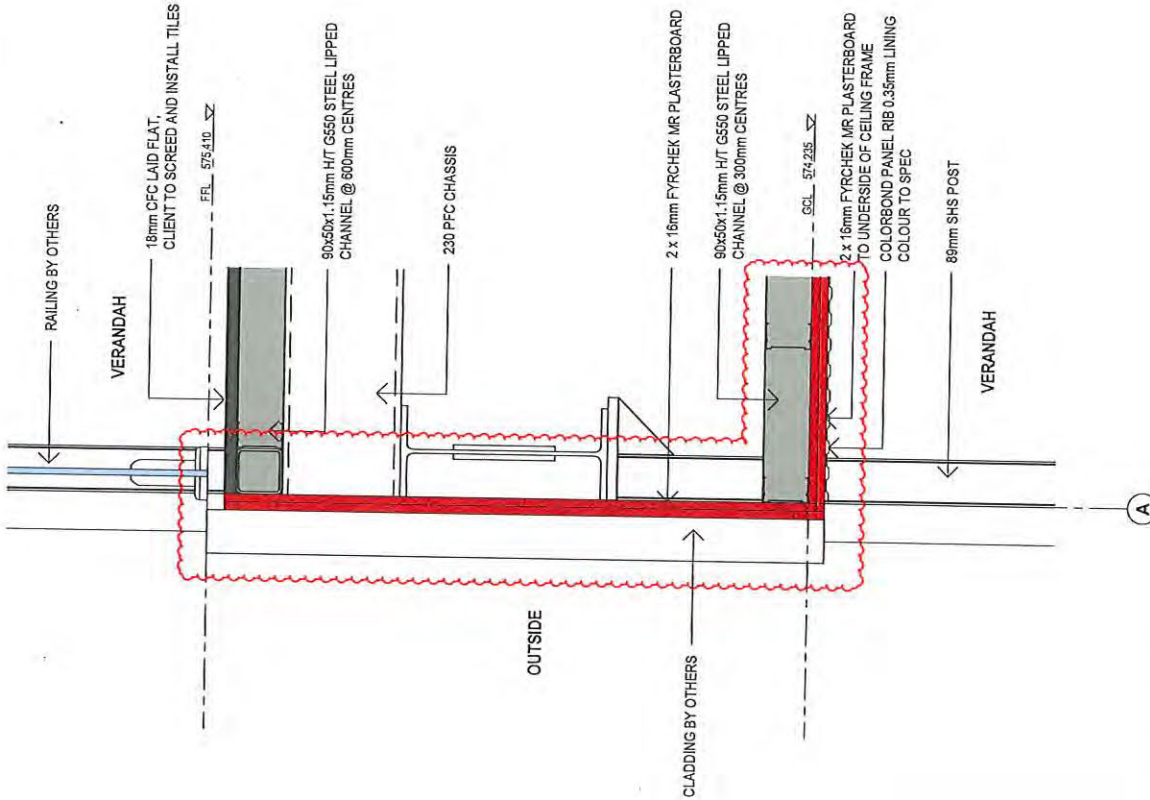 RAILING BY OTHERS
VERANDAH
18mm CFC LAID FLAT,
CLIENT TO SCREED AND INSTALL TILES
FFL 575,410
90x50x1.15mm H/T G550 STEEL LIPPED
CHANNEL @ 600mm CENTRES
230 PFC CHASSIS
2 x 16mm FYRCHEK MR PLASTERBOARD
90x50x1.15mm H/T G550 STEEL LIPPED
CHANNEL @ 300mm CENTRES
GCL 574,235
2 x 16mm FYRCHEK MR PLASTERBOARD
TO UNDERSIDE OF CEILING FRAME
COLORBOND PANEL RIB 0.35mm LINING
COLOUR TO SPEC
89mm SHS POST
VERANDAH
OUTSIDE
CLADDING BY OTHERS
A